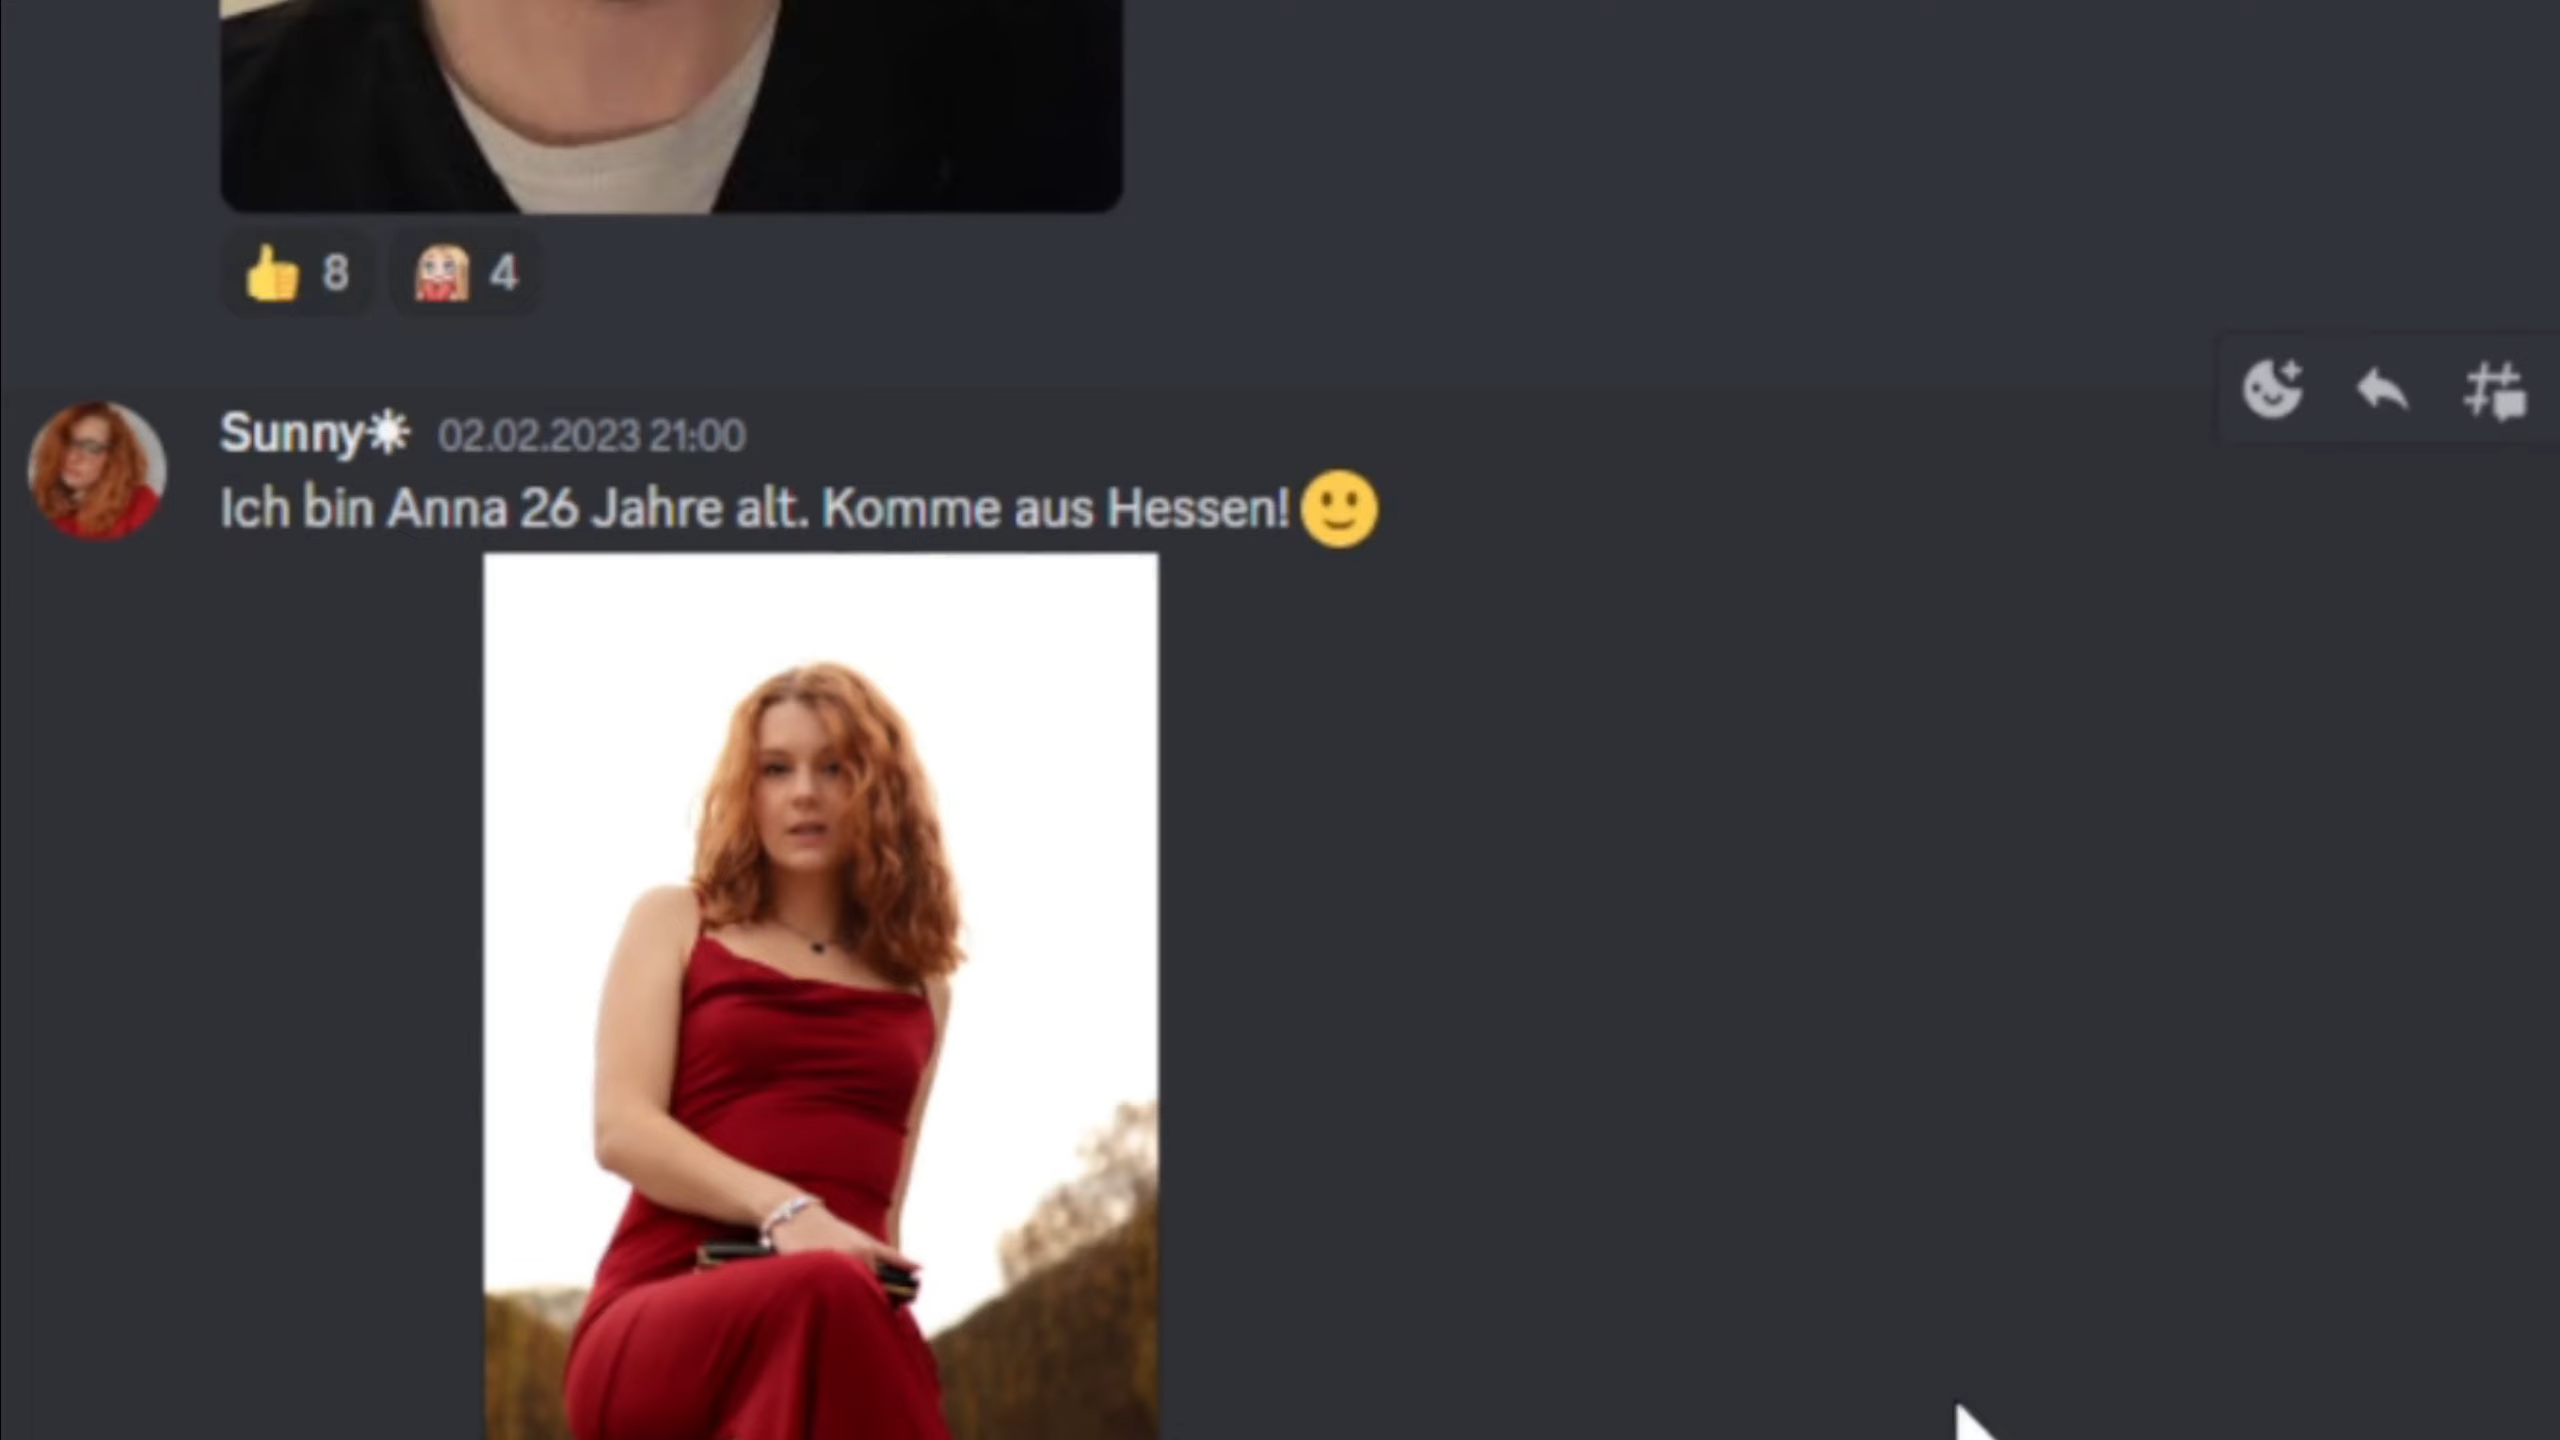 8 4
Sunny☀ 02.02.2023 21:00
Ich bin Anna 26 Jahre alt. Komme aus Hessen! 🙂